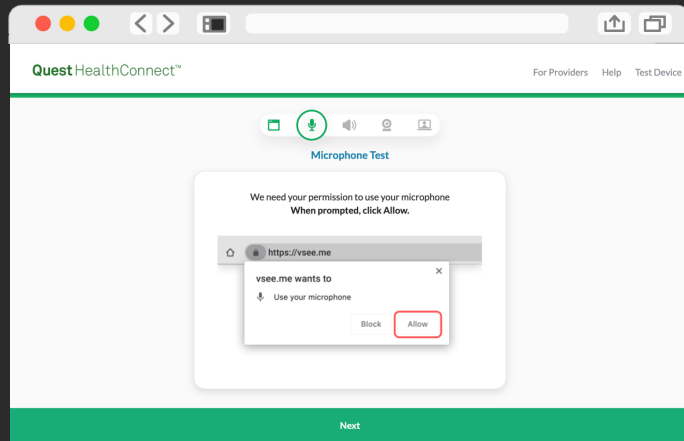 Quest HealthConnect™
For Providers Help Test Device
Microphone Test
We need your permission to use your microphone
When prompted, click Allow.
https://vsee.me
vsee.me wants to
Use your microphone
Block Allow
Next